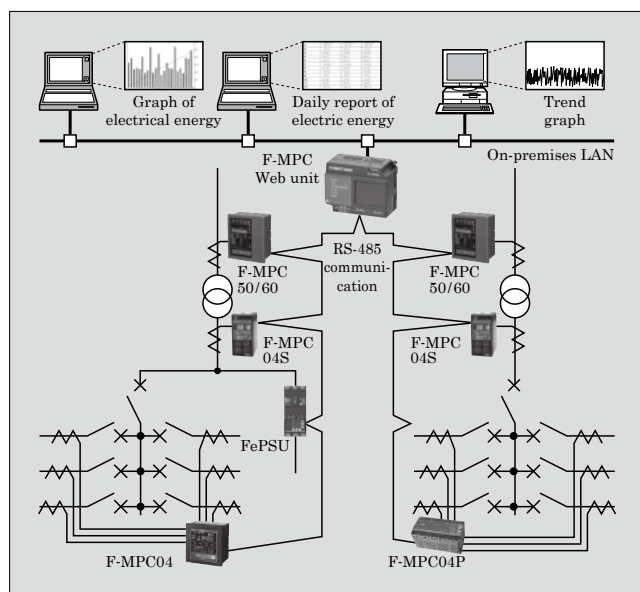 Graph of
electrical energy
Daily report of
electric energy
Trend
graph
On-premises LAN
F-MPC
Web unit
RS-485
communi-
cation
F-MPC
50/60
F-MPC
50/60
F-MPC
04S
F-MPC
04S
FePSU
F-MPC04
F-MPC04P